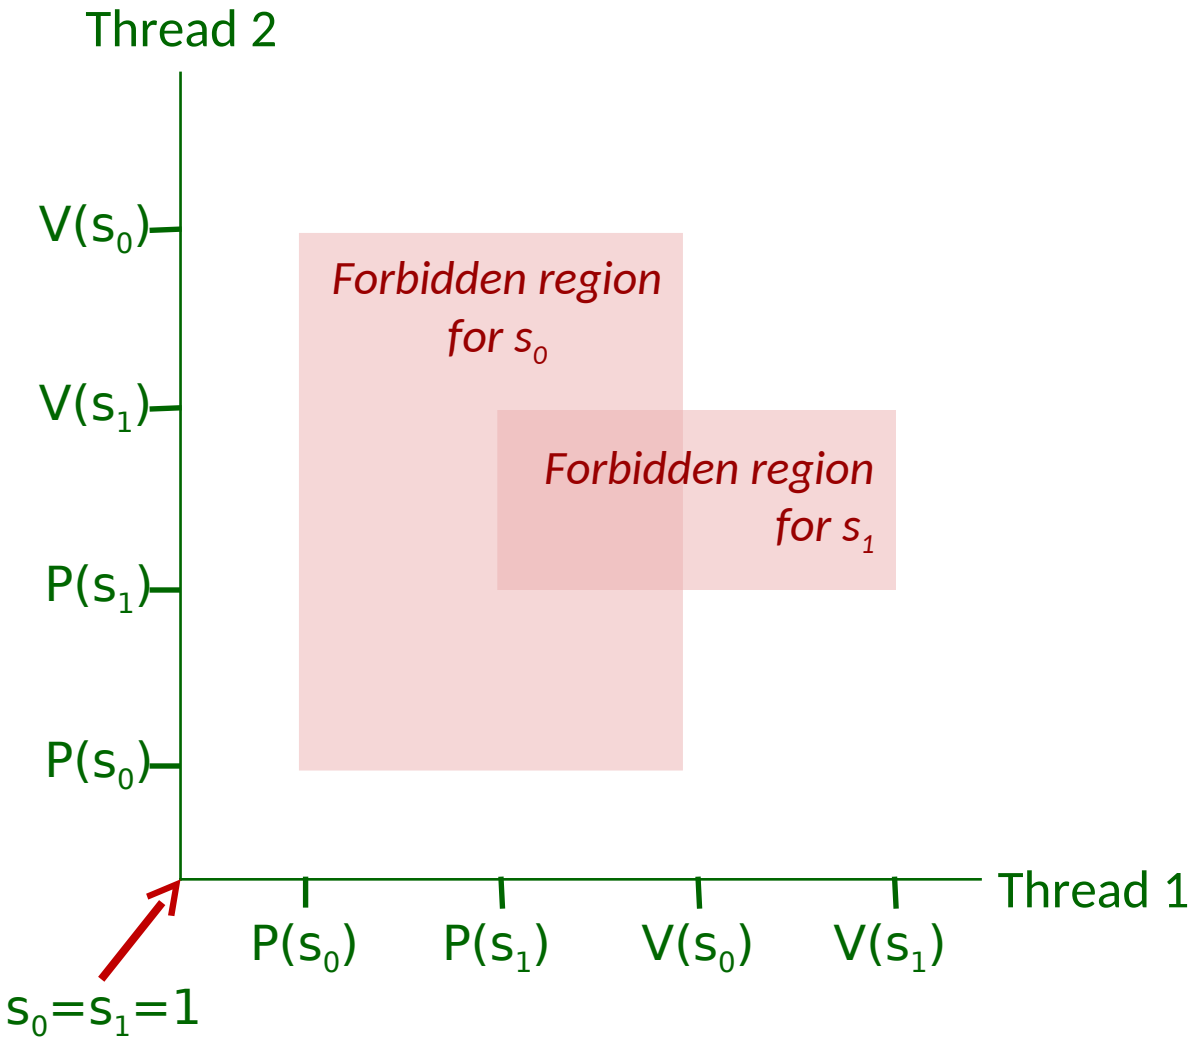 Thread 2
V(s₀)
Forbidden region
for s₀
V(s₁)
Forbidden region
for s₁
P(s₁)
P(s₀)
Thread 1
P(s₀) P(s₁) V(s₀) V(s₁)
s₀=s₁=1